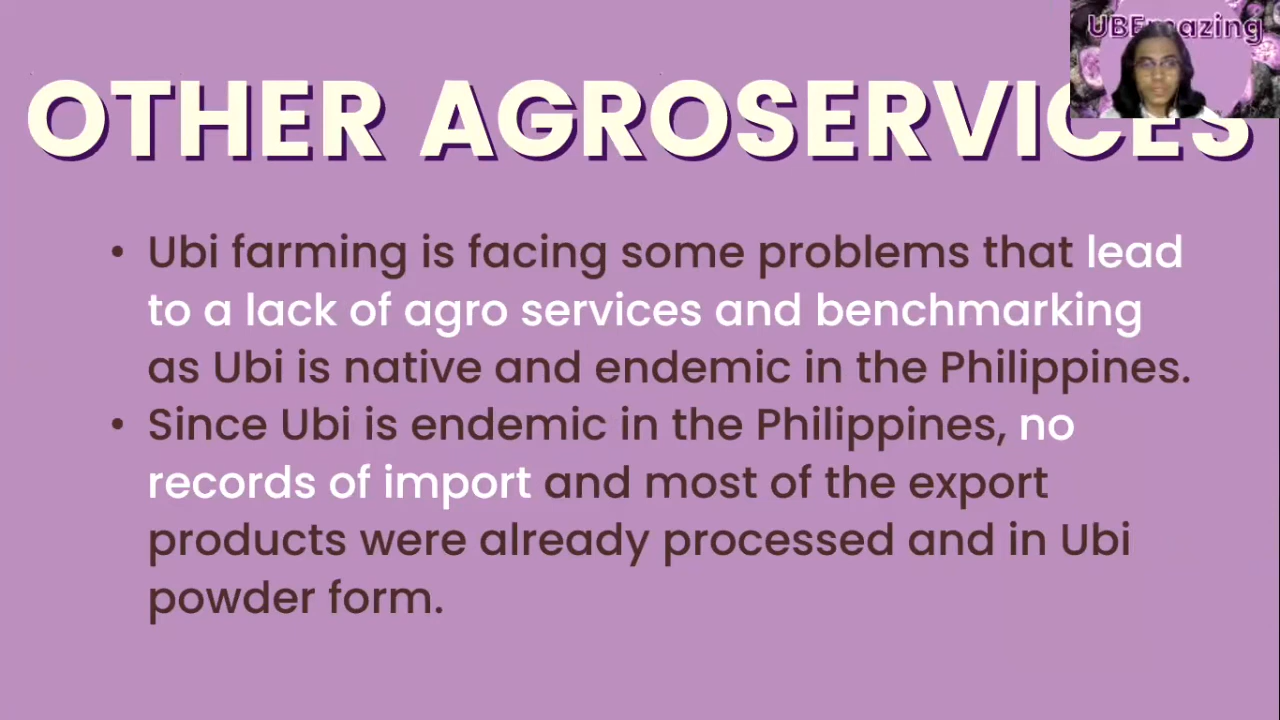 UBEmazing
OTHER AGROSERVICES
• Ubi farming is facing some problems that lead
to a lack of agro services and benchmarking
as Ubi is native and endemic in the Philippines.
• Since Ubi is endemic in the Philippines, no
records of import and most of the export
products were already processed and in Ubi
powder form.